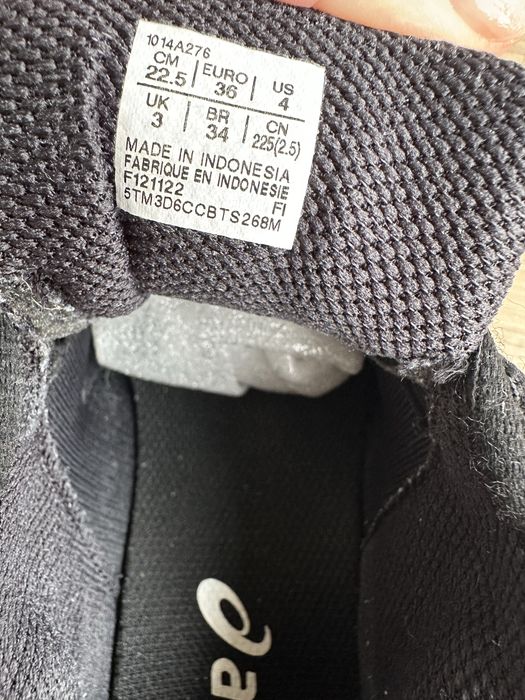 1014A276
CM | EURO | US
22.5 | 36 | 4
UK | BR | CN
3 | 34 | 225(2.5)
MADE IN INDONESIA
FABRIQUE EN INDONESIE
F121122 FI
5TM3D6CCBTS268M
a